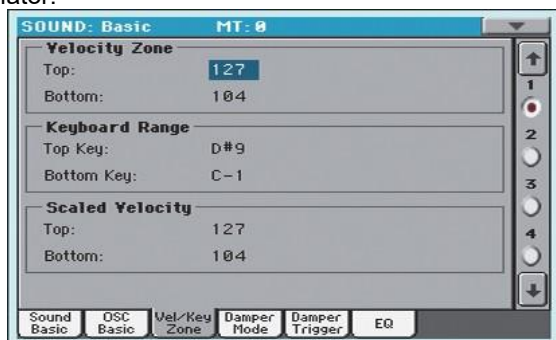 nator.
SOUND: Basic MT: 0
Velocity Zone
Top: 127
Bottom: 104
Keyboard Range
Top Key: D#9
Bottom Key: C-1
Scaled Velocity
Top: 127
Bottom: 104
1
2
3
4
Sound Basic OSC Basic Vel/Key Zone Damper Mode Damper Trigger EQ